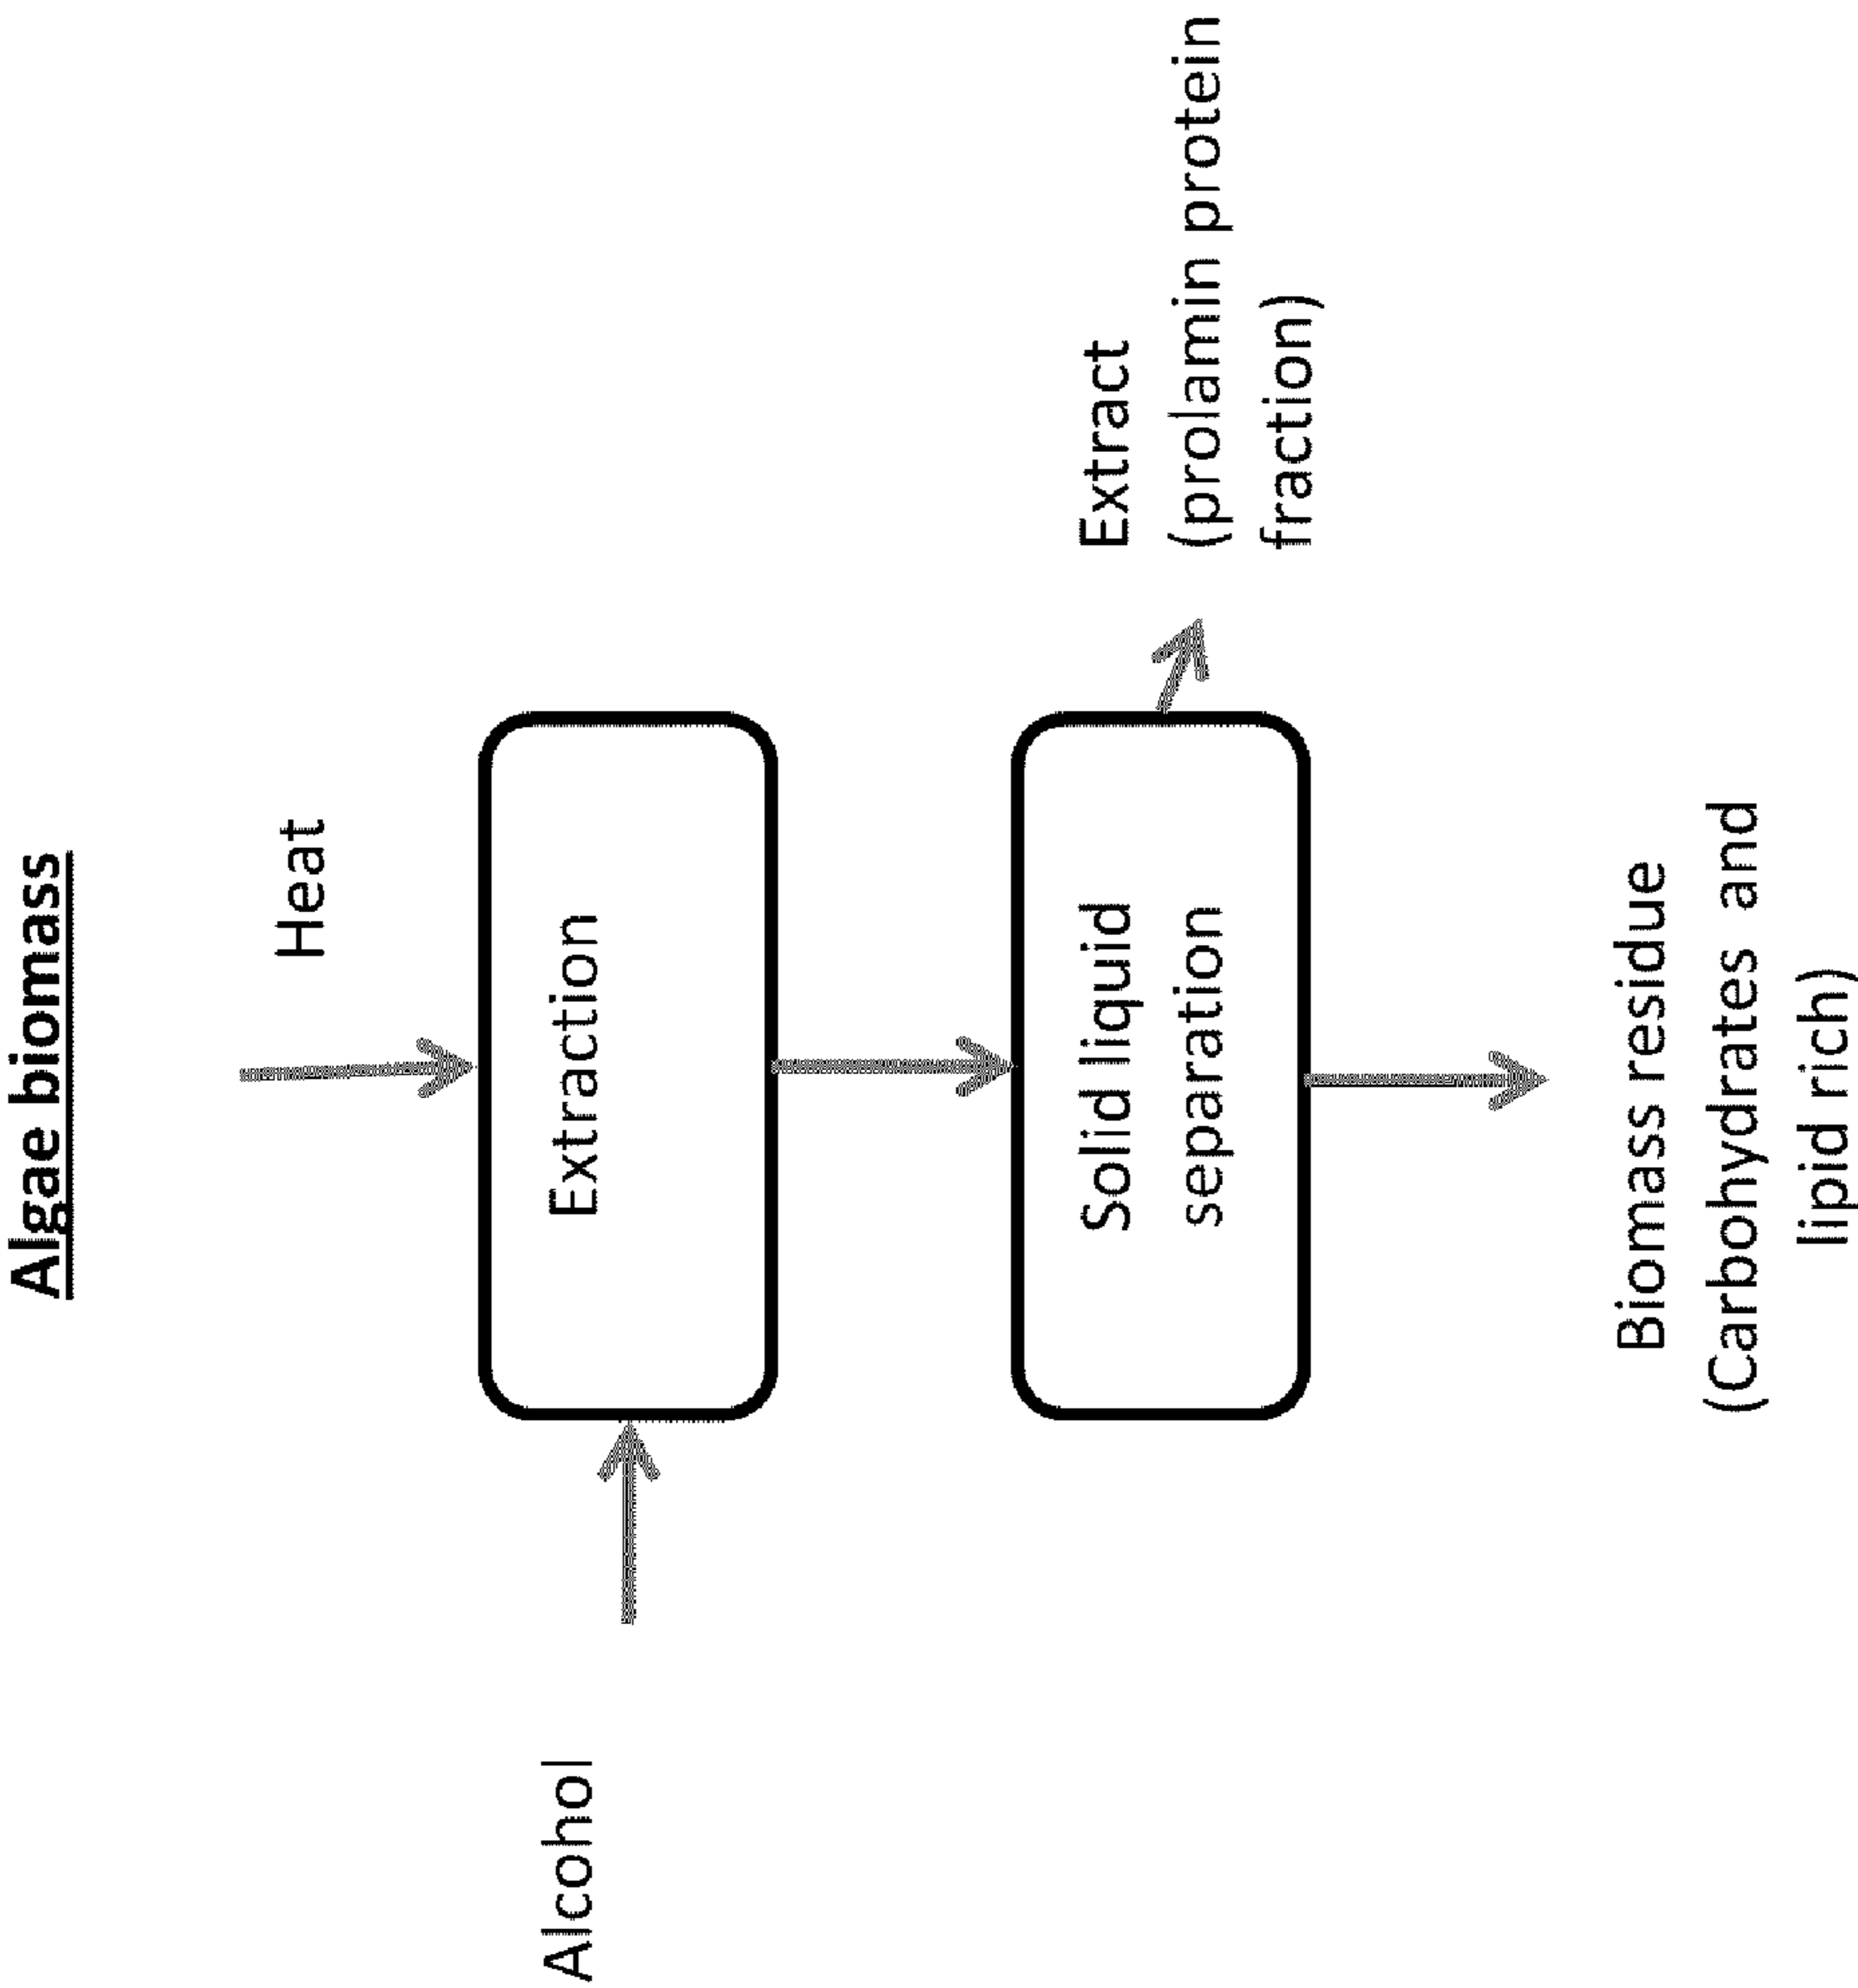 Algae biomass
Heat
Alcohol
Extraction
Solid liquid
separation
Extract
(prolamin protein
fraction)
Biomass residue
(Carbohydrates and
lipid rich)